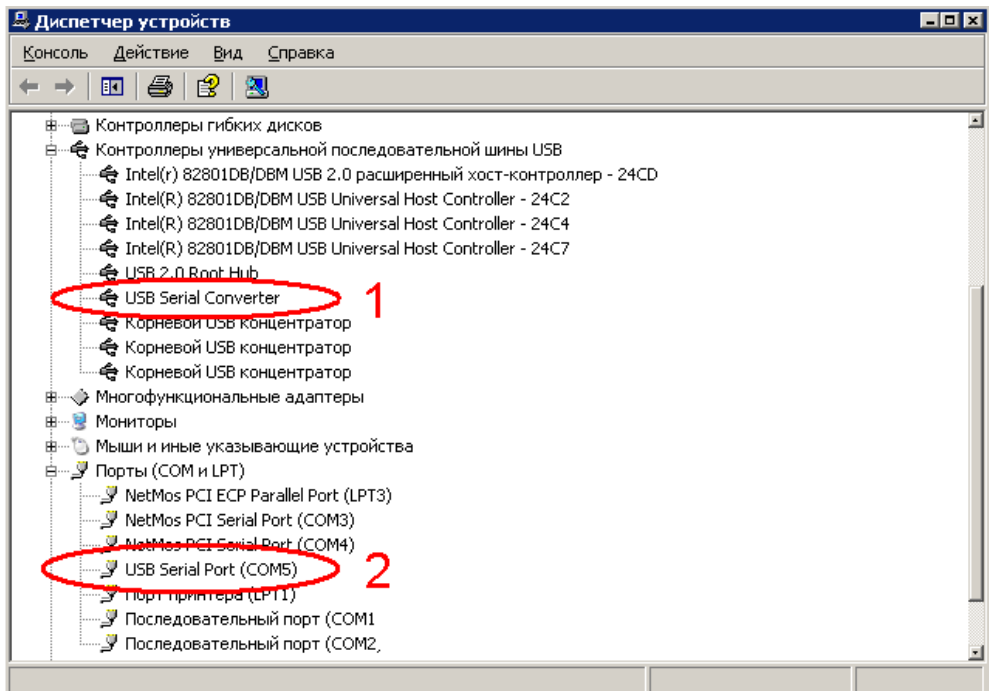 Диспетчер устройств
Консоль Действие Вид Справка
Контроллеры гибких дисков
Контроллеры универсальной последовательной шины USB
Intel(r) 82801DB/DBM USB 2.0 расширенный хост-контроллер - 24CD
Intel(R) 82801DB/DBM USB Universal Host Controller - 24C2
Intel(R) 82801DB/DBM USB Universal Host Controller - 24C4
Intel(R) 82801DB/DBM USB Universal Host Controller - 24C7
USB 2.0 Root Hub
USB Serial Converter 1
Корневой USB концентратор
Корневой USB концентратор
Корневой USB концентратор
Многофункциональные адаптеры
Мониторы
Мыши и иные указывающие устройства
Порты (COM и LPT)
NetMos PCI ECP Parallel Port (LPT3)
NetMos PCI Serial Port (COM3)
NetMos PCI Serial Port (COM4)
USB Serial Port (COM5) 2
Порт принтера (LPT1)
Последовательный порт (COM1
Последовательный порт (COM2,